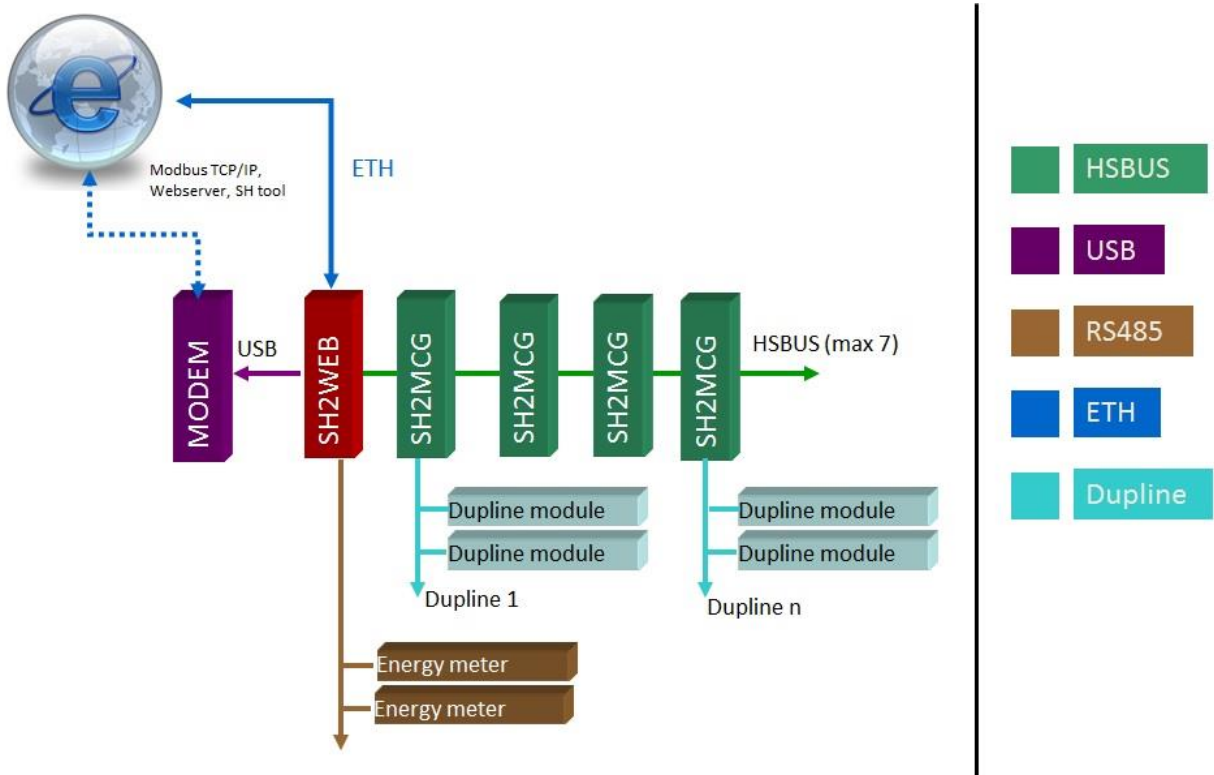 e
Modbus TCP/IP,
Webserver, SH tool
ETH
MODEM
USB
SH2WEB
SH2MCG
SH2MCG
SH2MCG
SH2MCG
HSBUS (max 7)
Dupline module
Dupline module
Dupline 1
Dupline module
Dupline module
Dupline n
Energy meter
Energy meter
HSBUS
USB
RS485
ETH
Dupline